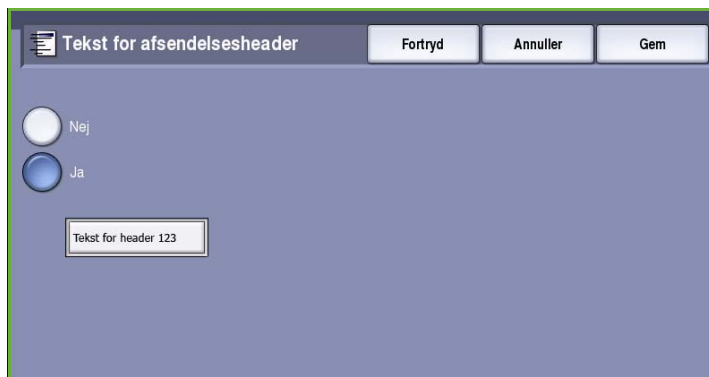 Tekst for afsendelsesheader
Fortryd
Annuller
Gem
Nej
Ja
Tekst for header 123